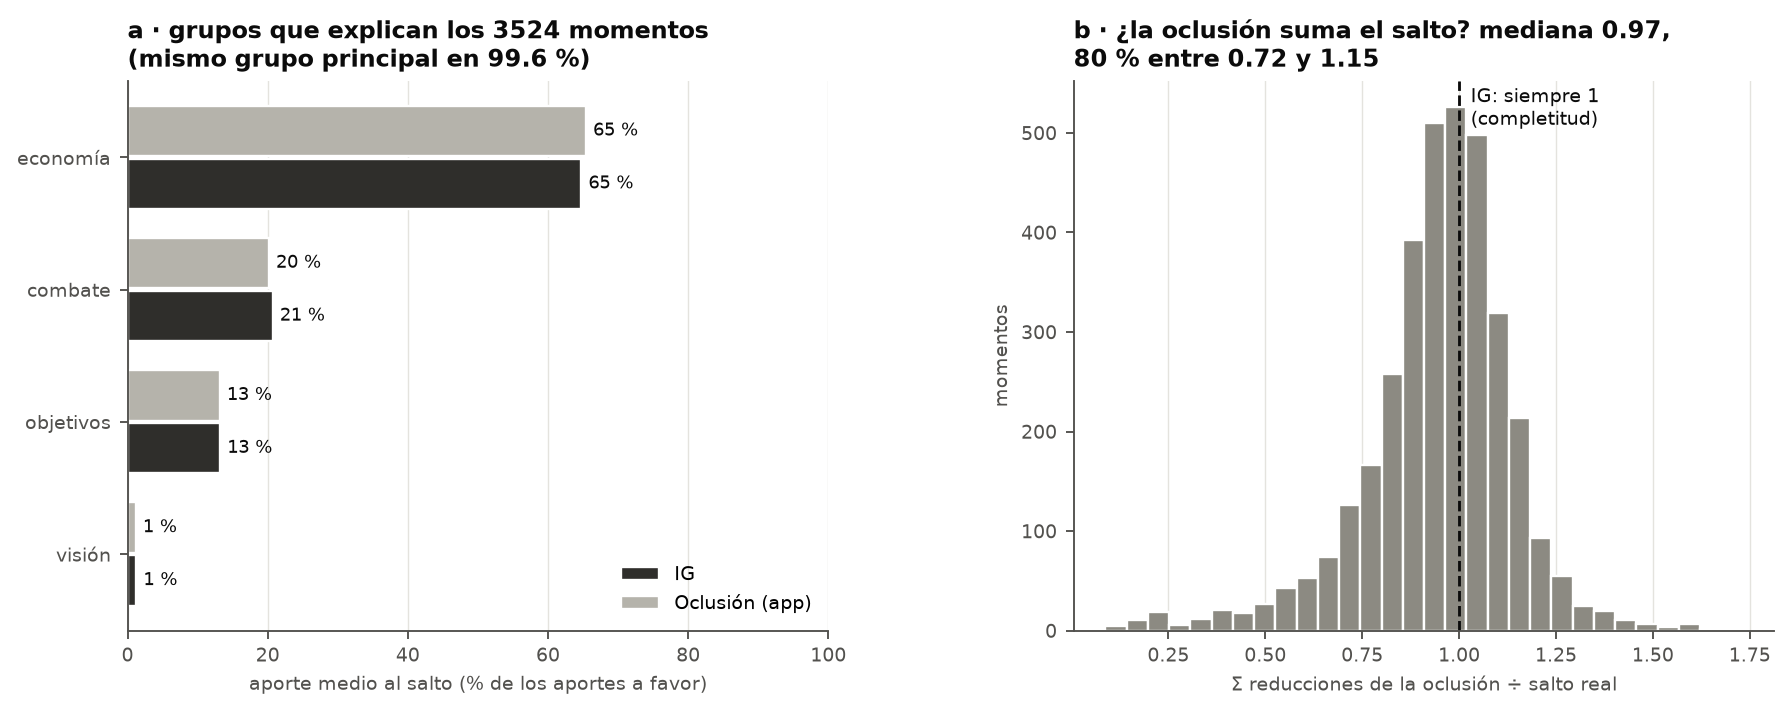 a · grupos que explican los 3524 momentos
(mismo grupo principal en 99.6 %)
economía
65 %
65 %
combate
20 %
21 %
objetivos
13 %
13 %
visión
1 %
1 %
IG
Oclusión (app)
0
20
40
60
80
100
aporte medio al salto (% de los aportes a favor)
b · ¿la oclusión suma el salto? mediana 0.97,
80 % entre 0.72 y 1.15
IG: siempre 1
(completitud)
momentos
500
400
300
200
100
0
0.25
0.50
0.75
1.00
1.25
1.50
1.75
Σ reducciones de la oclusión ÷ salto real